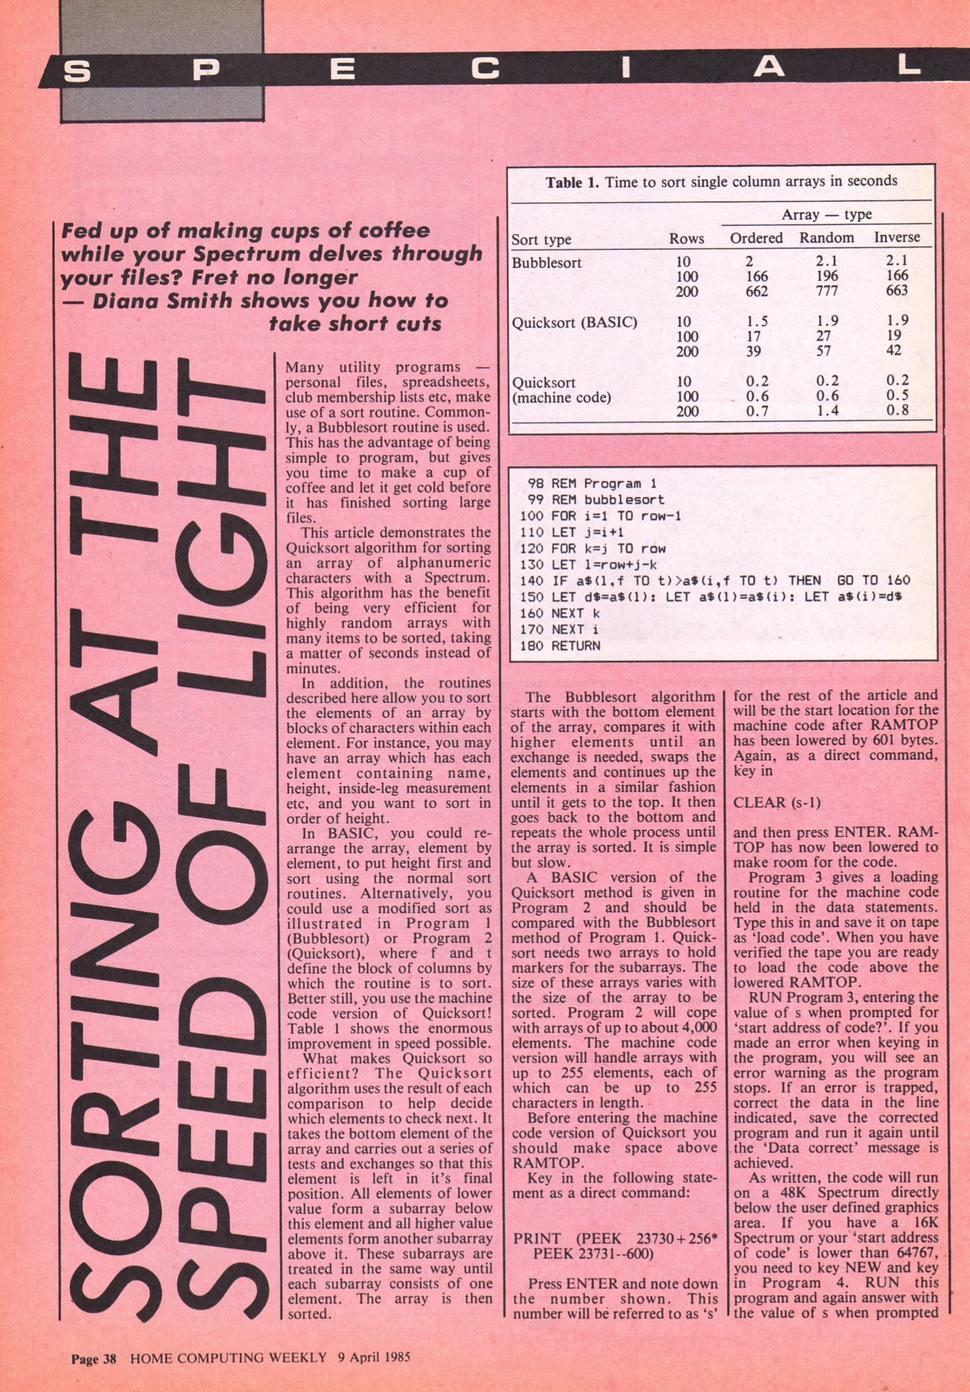 SPECIAL
Fed up of making cups of coffee
while your Spectrum delves through
your files? Fret no longer
— Diana Smith shows you how to
take short cuts
SORTING AT THE
SPEED OF LIGHT
Many utility programs —
personal files, spreadsheets,
club membership lists etc, make
use of a sort routine. Common-
ly, a Bubblesort routine is used.
This has the advantage of being
simple to program, but gives
you time to make a cup of
coffee and let it get cold before
it has finished sorting large
files.
This article demonstrates the
Quicksort algorithm for sorting
an array of alphanumeric
characters with a Spectrum.
This algorithm has the benefit
of being very efficient for
highly random arrays with
many items to be sorted, taking
a matter of seconds instead of
minutes.
In addition, the routines
described here allow you to sort
the elements of an array by
blocks of characters within each
element. For instance, you may
have an array which has each
element containing name,
height, inside-leg measurement
etc, and you want to sort in
order of height.
In BASIC, you could re-
arrange the array, element by
element, to put height first and
sort using the normal sort
routines. Alternatively, you
could use a modified sort as
illustrated in Program 1
(Bubblesort) or Program 2
(Quicksort), where f and t
define the block of columns by
which the routine is to sort.
Better still, you use the machine
code version of Quicksort!
Table 1 shows the enormous
improvement in speed possible.
What makes Quicksort so
efficient? The Quicksort
algorithm uses the result of each
comparison to help decide
which elements to check next. It
takes the bottom element of the
array and carries out a series of
tests and exchanges so that this
element is left in it's final
position. All elements of lower
value form a subarray below
this element and all higher value
elements form another subarray
above it. These subarrays are
treated in the same way until
each subarray consists of one
element. The array is then
sorted.
Table 1. Time to sort single column arrays in seconds
Array — type
Sort type Rows Ordered Random Inverse
Bubblesort 10 2 2.1 2.1
100 166 196 166
200 662 777 663
Quicksort (BASIC) 10 1.5 1.9 1.9
100 17 27 19
200 39 57 42
Quicksort 10 0.2 0.2 0.2
(machine code) 100 0.6 0.6 0.5
200 0.7 1.4 0.8
98 REM Program 1
99 REM bubblesort
100 FOR i=1 TO row-1
110 LET j=i+1
120 FOR k=j TO row
130 LET l=row+j-k
140 IF a$(l,f TO t)>a$(i,f TO t) THEN GO TO 160
150 LET d$=a$(l): LET a$(l)=a$(i): LET a$(i)=d$
160 NEXT k
170 NEXT i
180 RETURN
The Bubblesort algorithm
starts with the bottom element
of the array, compares it with
higher elements until an
exchange is needed, swaps the
elements and continues up the
elements in a similar fashion
until it gets to the top. It then
goes back to the bottom and
repeats the whole process until
the array is sorted. It is simple
but slow.
A BASIC version of the
Quicksort method is given in
Program 2 and should be
compared with the Bubblesort
method of Program 1. Quick-
sort needs two arrays to hold
markers for the subarrays. The
size of these arrays varies with
the size of the array to be
sorted. Program 2 will cope
with arrays of up to about 4,000
elements. The machine code
version will handle arrays with
up to 255 elements, each of
which can be up to 255
characters in length.
Before entering the machine
code version of Quicksort you
should make space above
RAMTOP.
Key in the following state-
ment as a direct command:
PRINT (PEEK 23730+256*
PEEK 23731--600)
Press ENTER and note down
the number shown. This
number will be referred to as ‘s’
for the rest of the article and
will be the start location for the
machine code after RAMTOP
has been lowered by 601 bytes.
Again, as a direct command,
key in
CLEAR (s-1)
and then press ENTER. RAM-
TOP has now been lowered to
make room for the code.
Program 3 gives a loading
routine for the machine code
held in the data statements.
Type this in and save it on tape
as ‘load code’. When you have
verified the tape you are ready
to load the code above the
lowered RAMTOP.
RUN Program 3, entering the
value of s when prompted for
‘start address of code?’. If you
made an error when keying in
the program, you will see an
error warning as the program
stops. If an error is trapped,
correct the data in the line
indicated, save the corrected
program and run it again until
the ‘Data correct’ message is
achieved.
As written, the code will run
on a 48K Spectrum directly
below the user defined graphics
area. If you have a 16K
Spectrum or your ‘start address
of code’ is lower than 64767,
you need to key NEW and key
in Program 4. RUN this
program and again answer with
the value of s when prompted
Page 38 HOME COMPUTING WEEKLY 9 April 1985